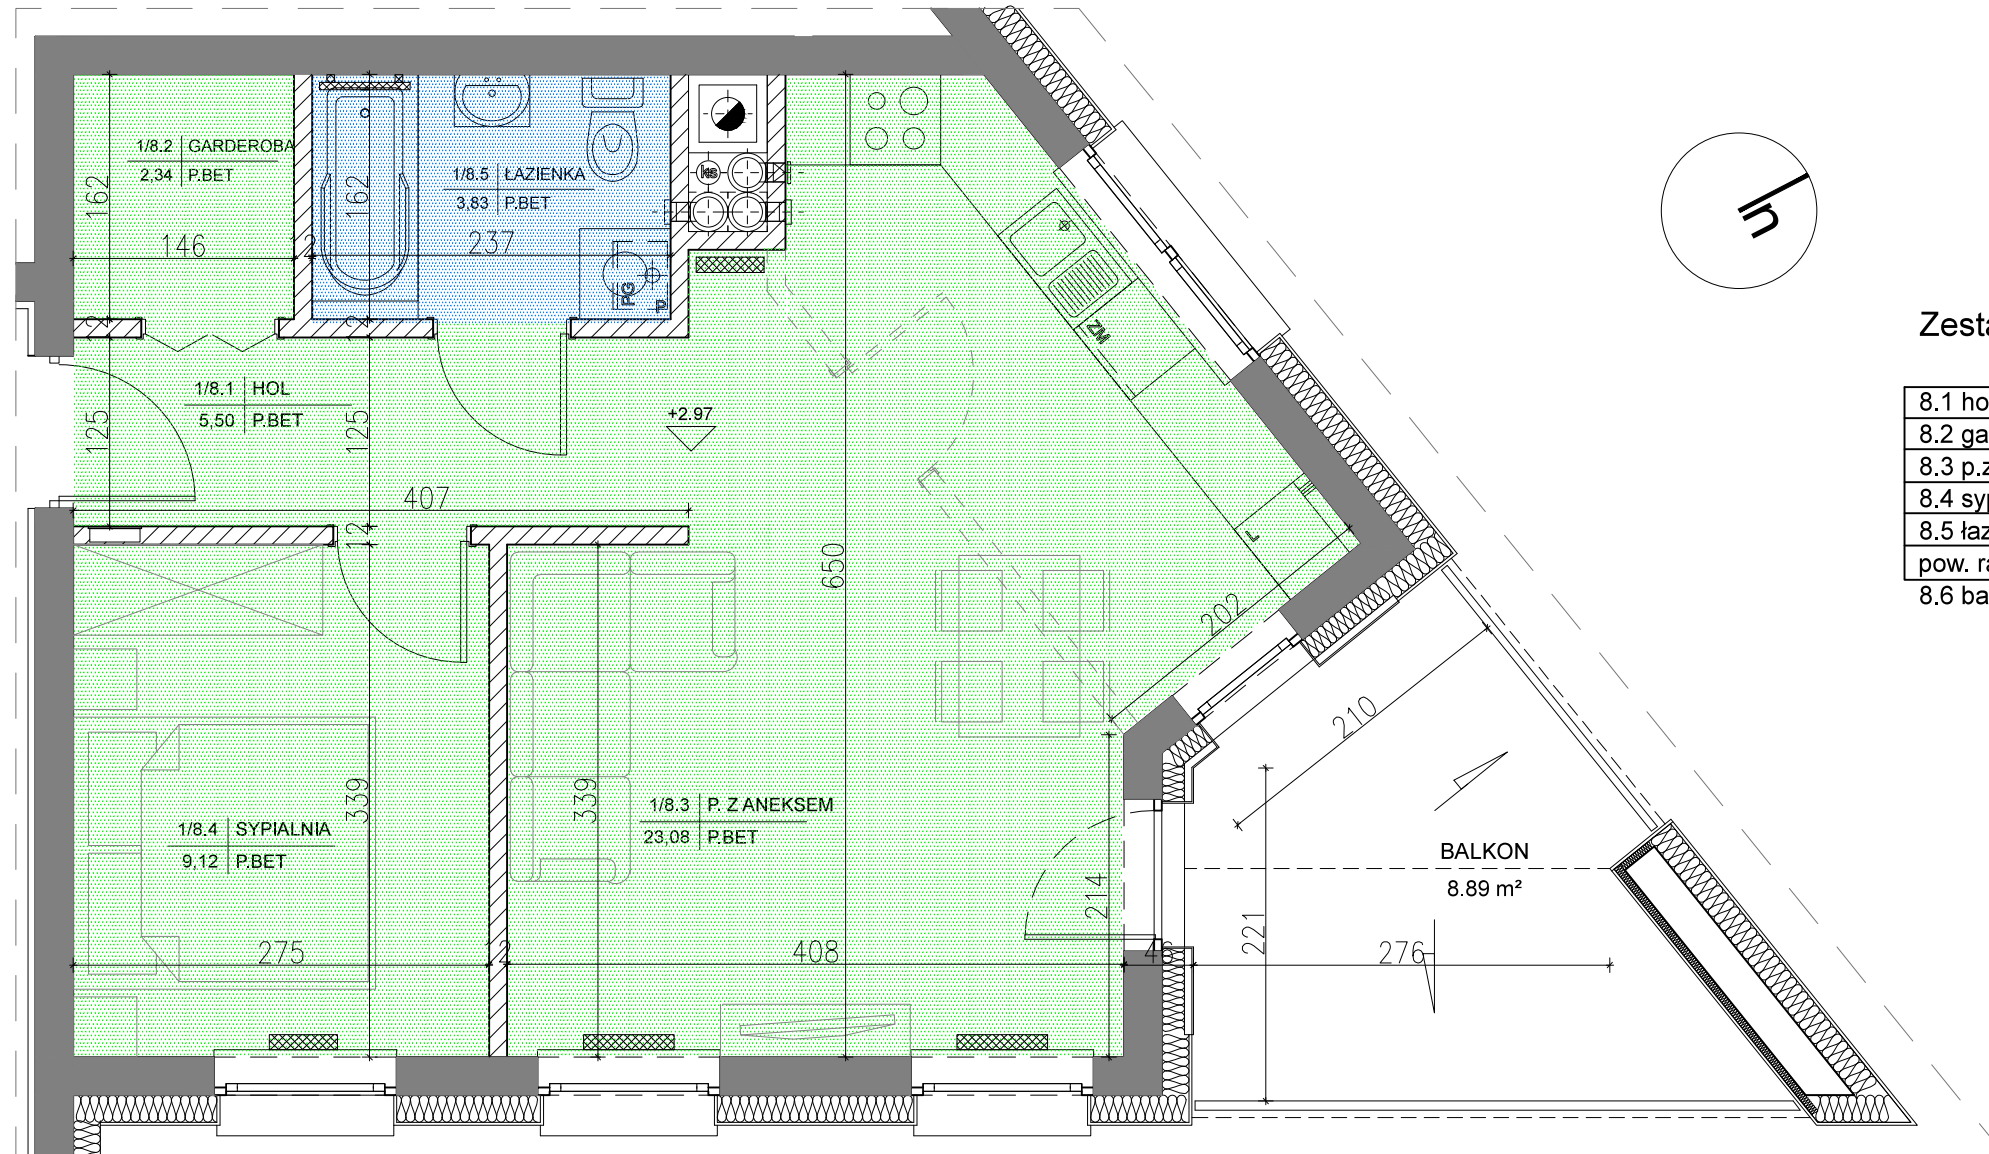 1/8.2 GARDEROBA
2,34 P.BET
162
146
12
1/8.5 ŁAZIENKA
3,83 P.BET
162
237
ks
PG
P
12
12
1/8.1 HOL
5,50 P.BET
125
125
+2.97
407
12
650
ZM
L
202
210
339
339
1/8.4 SYPIALNIA
9,12 P.BET
1/8.3 P. Z ANEKSEM
23,08 P.BET
214
BALKON
8.89 m²
221
275
12
408
46
276
Zesta
8.1 ho
8.2 ga
8.3 p.z
8.4 syp
8.5 łaz
pow. ra
8.6 ba